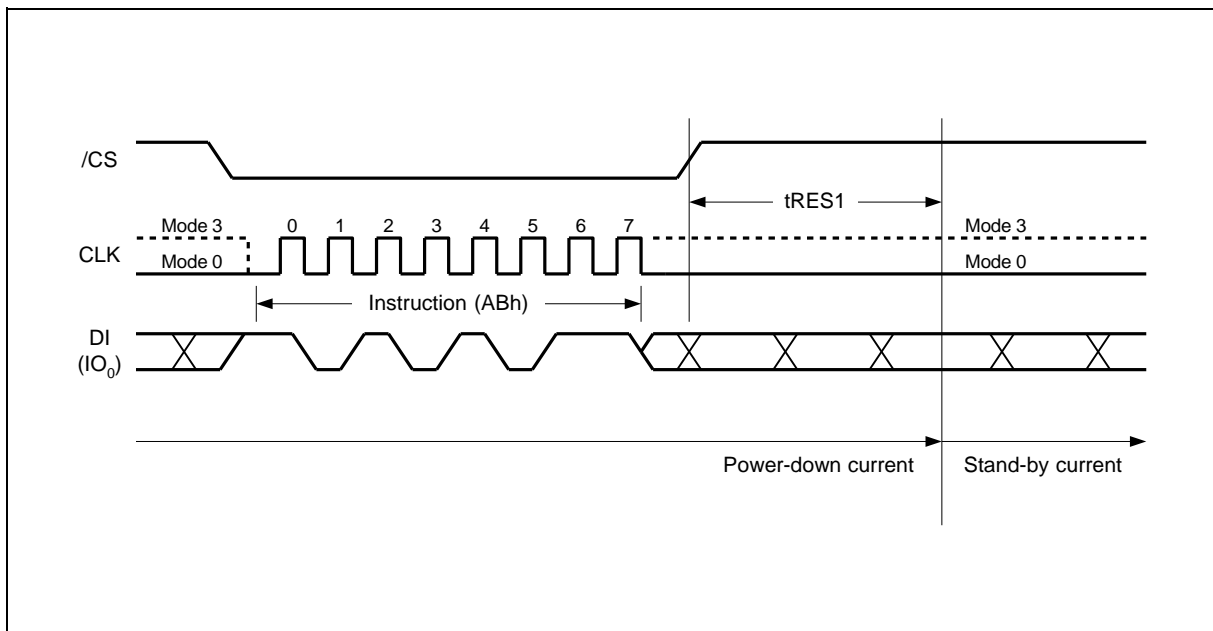 /CS
tRES1
Mode 3
0 1 2 3 4 5 6 7
Mode 3
CLK
Mode 0
Mode 0
Instruction (ABh)
DI
(IO0)
Power-down current
Stand-by current